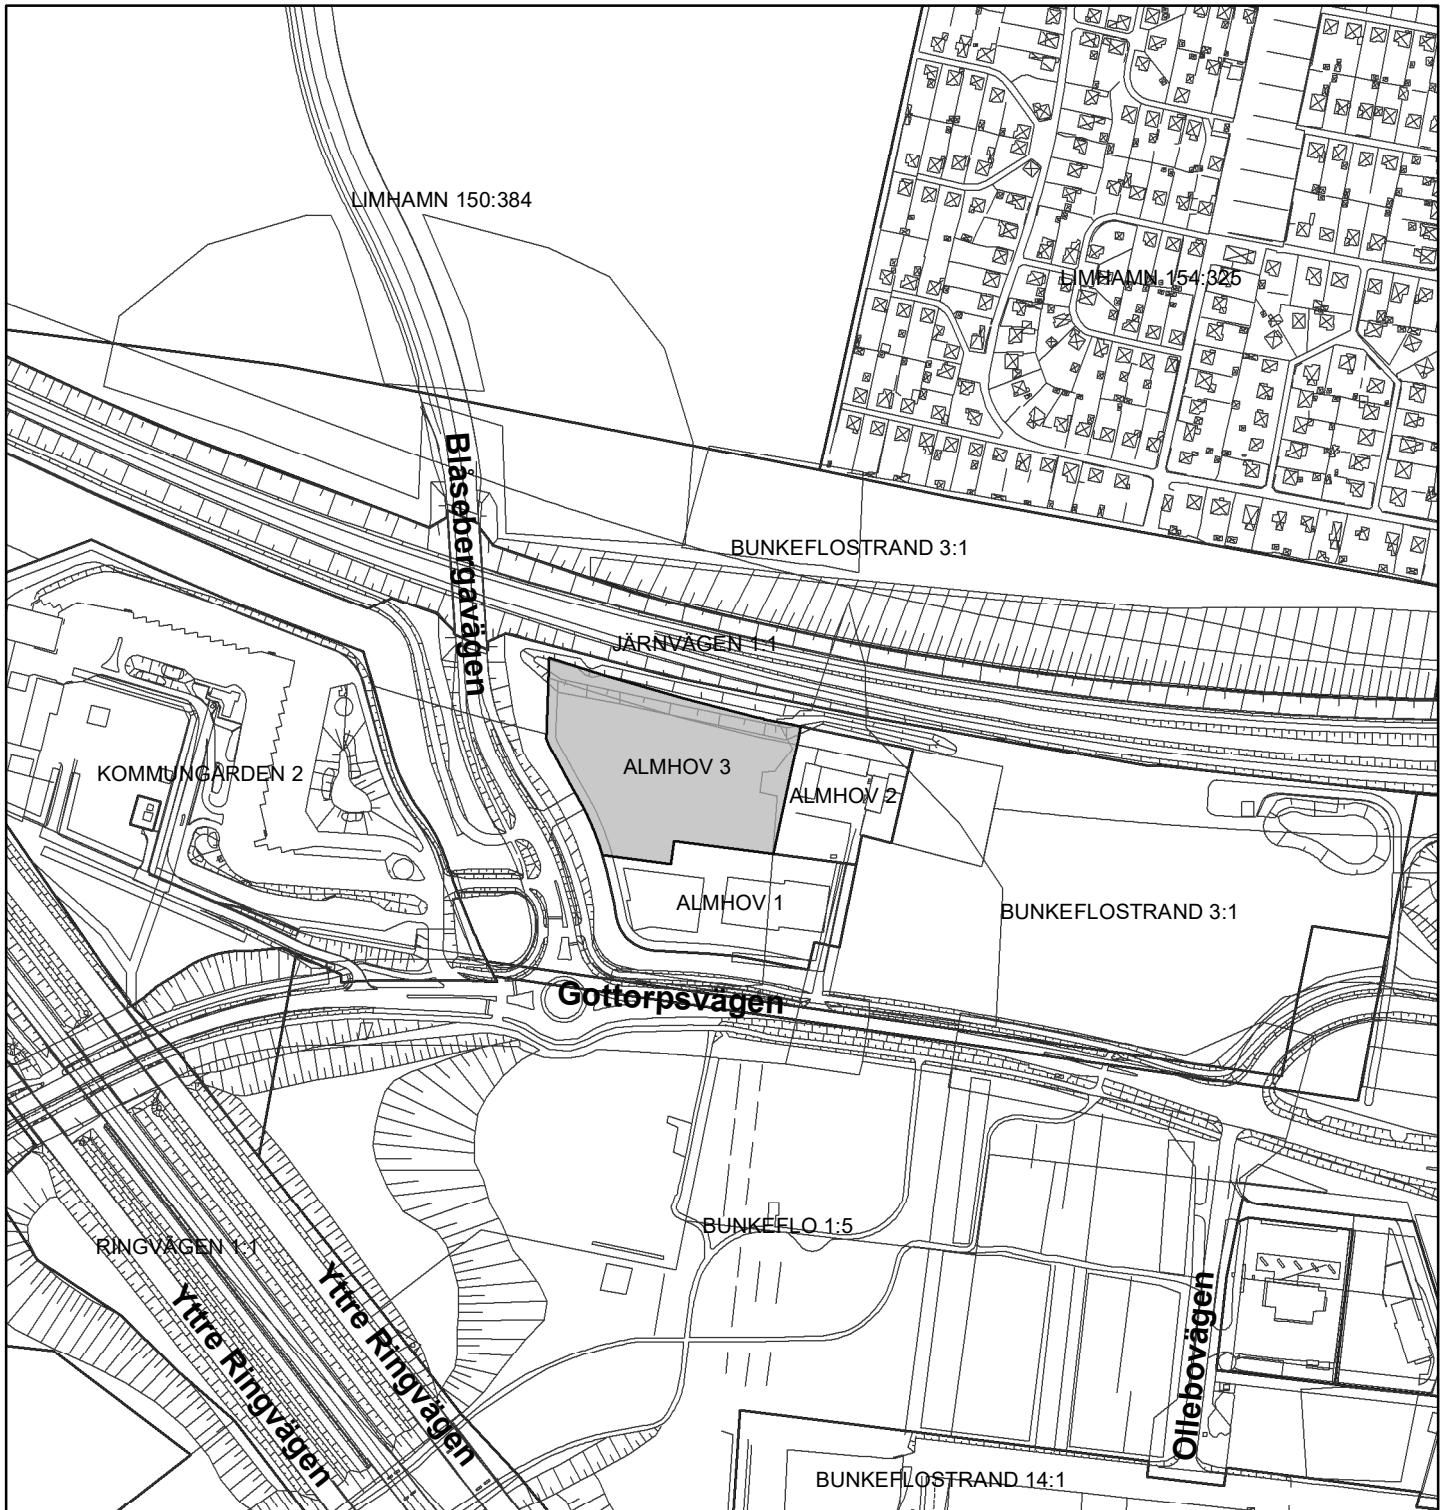 LIMHAMN 150:384
LIMHAMN 154:325
Blåsebergavägen
BUNKEFLOSTRAND 3:1
JÄRNVÄGEN 1:1
KOMMUNGÅRDEN 2
ALMHOV 3
ALMHOV 2
ALMHOV 1
BUNKEFLOSTRAND 3:1
Gottorpsvägen
BUNKEFLO 1:5
RINGVÄGEN 1:1
Yttre Ringvägen
Yttre Ringvägen
Ollebovägen
BUNKEFLOSTRAND 14:1